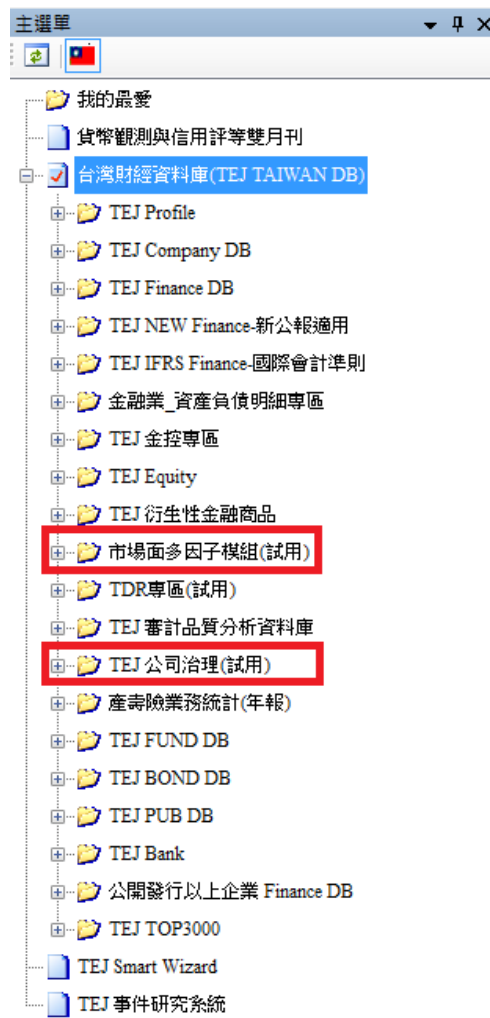 主選單
我的最愛
貨幣觀測與信用評等雙月刊
台灣財經資料庫(TEJ TAIWAN DB)
TEJ Profile
TEJ Company DB
TEJ Finance DB
TEJ NEW Finance-新公報適用
TEJ IFRS Finance-國際會計準則
金融業_資產負債明細專區
TEJ 金控專區
TEJ Equity
TEJ 衍生性金融商品
市場面多因子模組(試用)
TDR專區(試用)
TEJ 審計品質分析資料庫
TEJ 公司治理(試用)
產壽險業務統計(年報)
TEJ FUND DB
TEJ BOND DB
TEJ PUB DB
TEJ Bank
公開發行以上企業 Finance DB
TEJ TOP3000
TEJ Smart Wizard
TEJ 事件研究系統